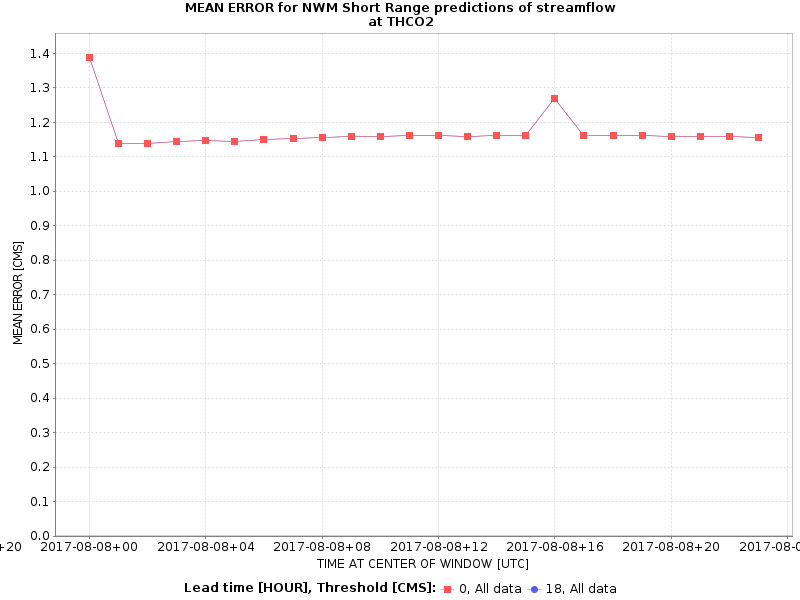 MEAN ERROR for NWM Short Range predictions of streamflow
at THCO2
1.4
1.3
1.2
1.1
1.0
0.9
0.8
0.7
0.6
0.5
0.4
0.3
0.2
0.1
0.0
MEAN ERROR [CMS]
+20 2017-08-08+00 2017-08-08+04 2017-08-08+08 2017-08-08+12 2017-08-08+16 2017-08-08+20 2017-08-0
TIME AT CENTER OF WINDOW [UTC]
Lead time [HOUR], Threshold [CMS]: 0, All data 18, All data